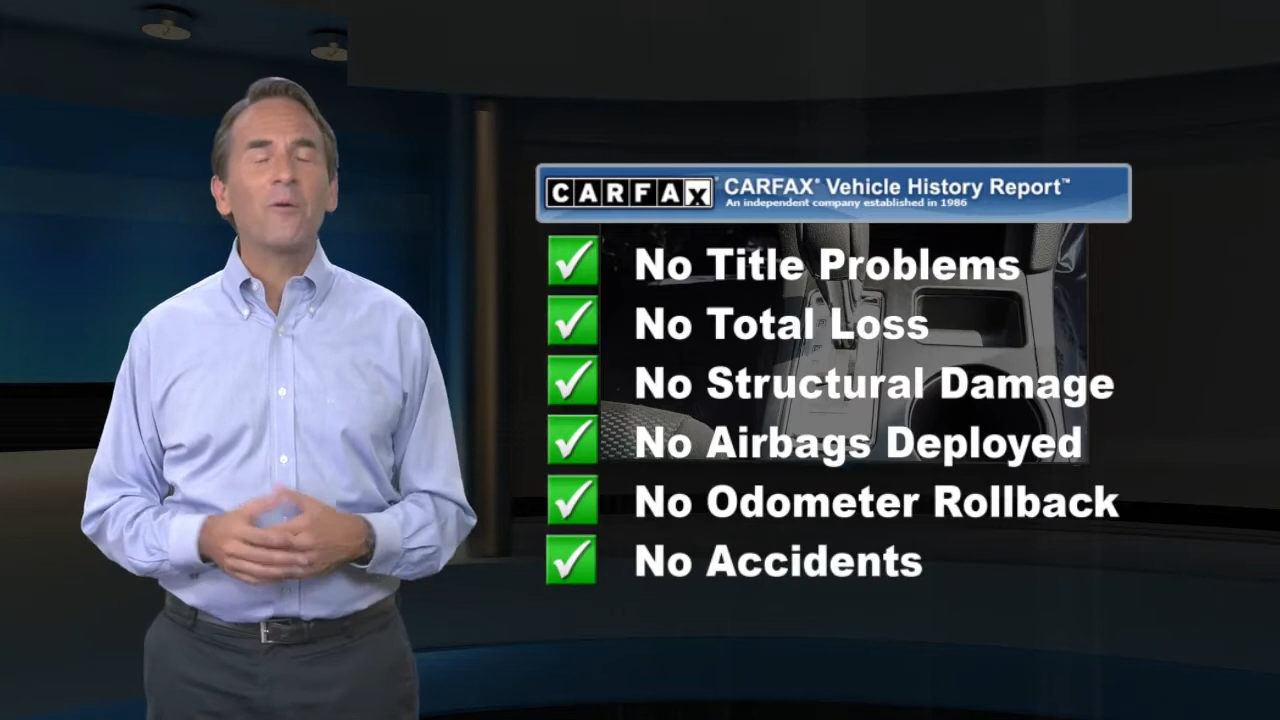 CARFAX® CARFAX® Vehicle History Report™
An independent company established in 1986
No Title Problems
No Total Loss
No Structural Damage
No Airbags Deployed
No Odometer Rollback
No Accidents